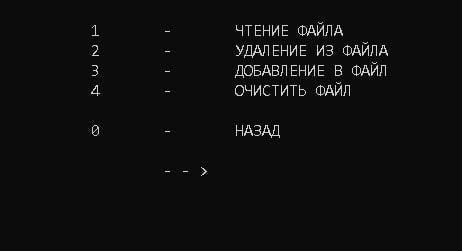 1 - ЧТЕНИЕ ФАЙЛА
2 - УДАЛЕНИЕ ИЗ ФАЙЛА
3 - ДОБАВЛЕНИЕ В ФАЙЛ
4 - ОЧИСТИТЬ ФАЙЛ
0 - НАЗАД
- - >